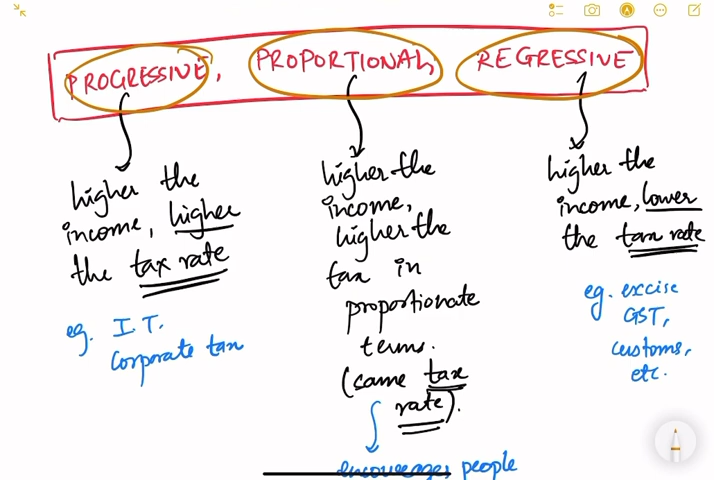 PROGRESSIVE, PROPORTIONAL, REGRESSIVE
higher the
income, higher
the tax rate
eg. I.T.
corporate tax
higher the
income,
higher the
tax in
proportionate
terms.
(same tax
rate).
encourages people
higher the
income, lower
the tax rate
eg. excise
GST,
customs,
etc.